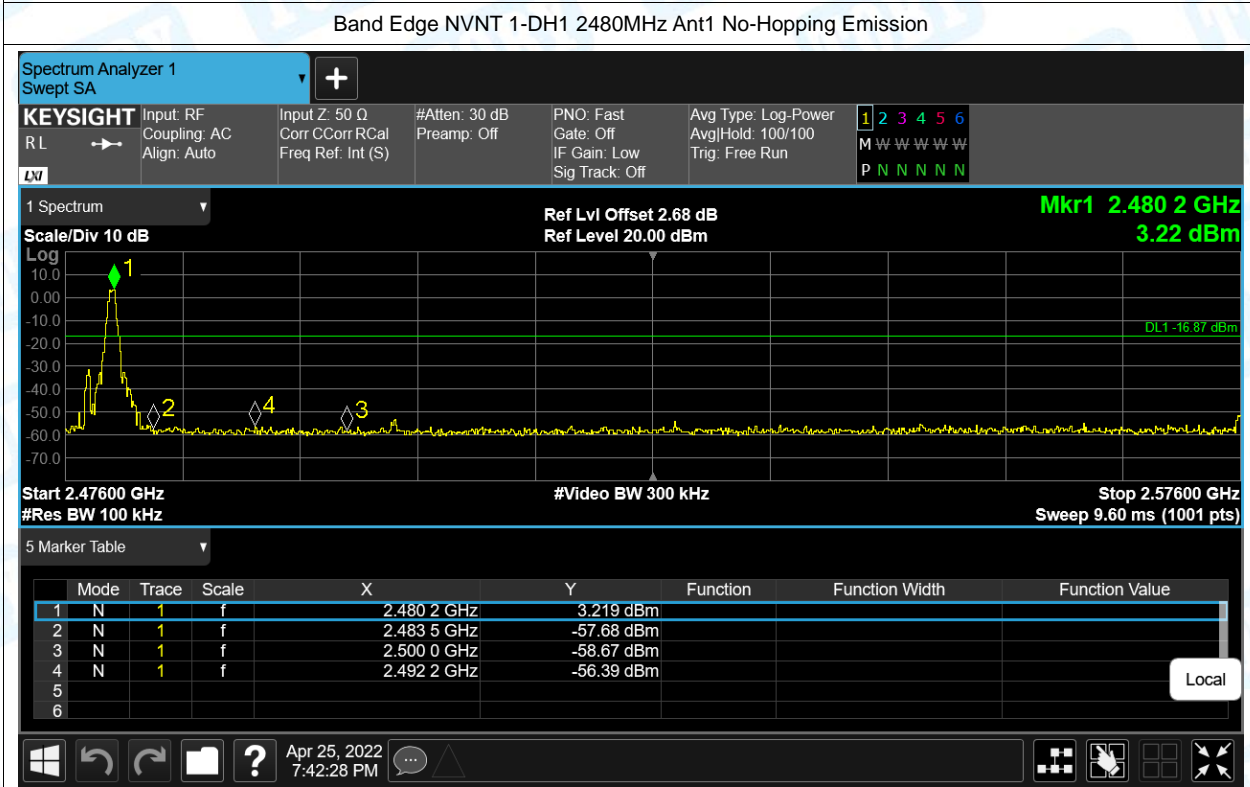 Band Edge NVNT 1-DH1 2480MHz Ant1 No-Hopping Emission
Spectrum Analyzer 1
Swept SA
KEYSIGHT Input: RF Input Z: 50 Ω #Atten: 30 dB PNO: Fast Avg Type: Log-Power 1 2 3 4 5 6
RL Coupling: AC Corr CCorr RCal Preamp: Off Gate: Off Avg|Hold: 100/100 M W W W W W
Align: Auto Freq Ref: Int (S) IF Gain: Low Trig: Free Run
LXI Sig Track: Off P N N N N N
1 Spectrum Ref Lvl Offset 2.68 dB Mkr1 2.480 2 GHz
Scale/Div 10 dB Ref Level 20.00 dBm 3.22 dBm
Log
10.0 1
0.00
-10.0
DL1 -16.87 dBm
-20.0
-30.0
-40.0
-50.0 2 4 3
-60.0
-70.0
Start 2.47600 GHz #Video BW 300 kHz Stop 2.57600 GHz
#Res BW 100 kHz Sweep 9.60 ms (1001 pts)
5 Marker Table
Mode Trace Scale X Y Function Function Width Function Value
1 N 1 f 2.480 2 GHz 3.219 dBm
2 N 1 f 2.483 5 GHz -57.68 dBm
3 N 1 f 2.500 0 GHz -58.67 dBm
4 N 1 f 2.492 2 GHz -56.39 dBm
5
6
Local
? Apr 25, 2022
7:42:28 PM